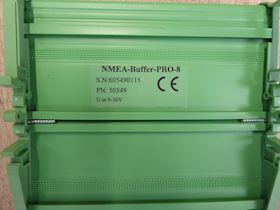 NMEA-Buffer-PRO-8
S.N:605490115
PN: 50549
U in 9-36V
CE